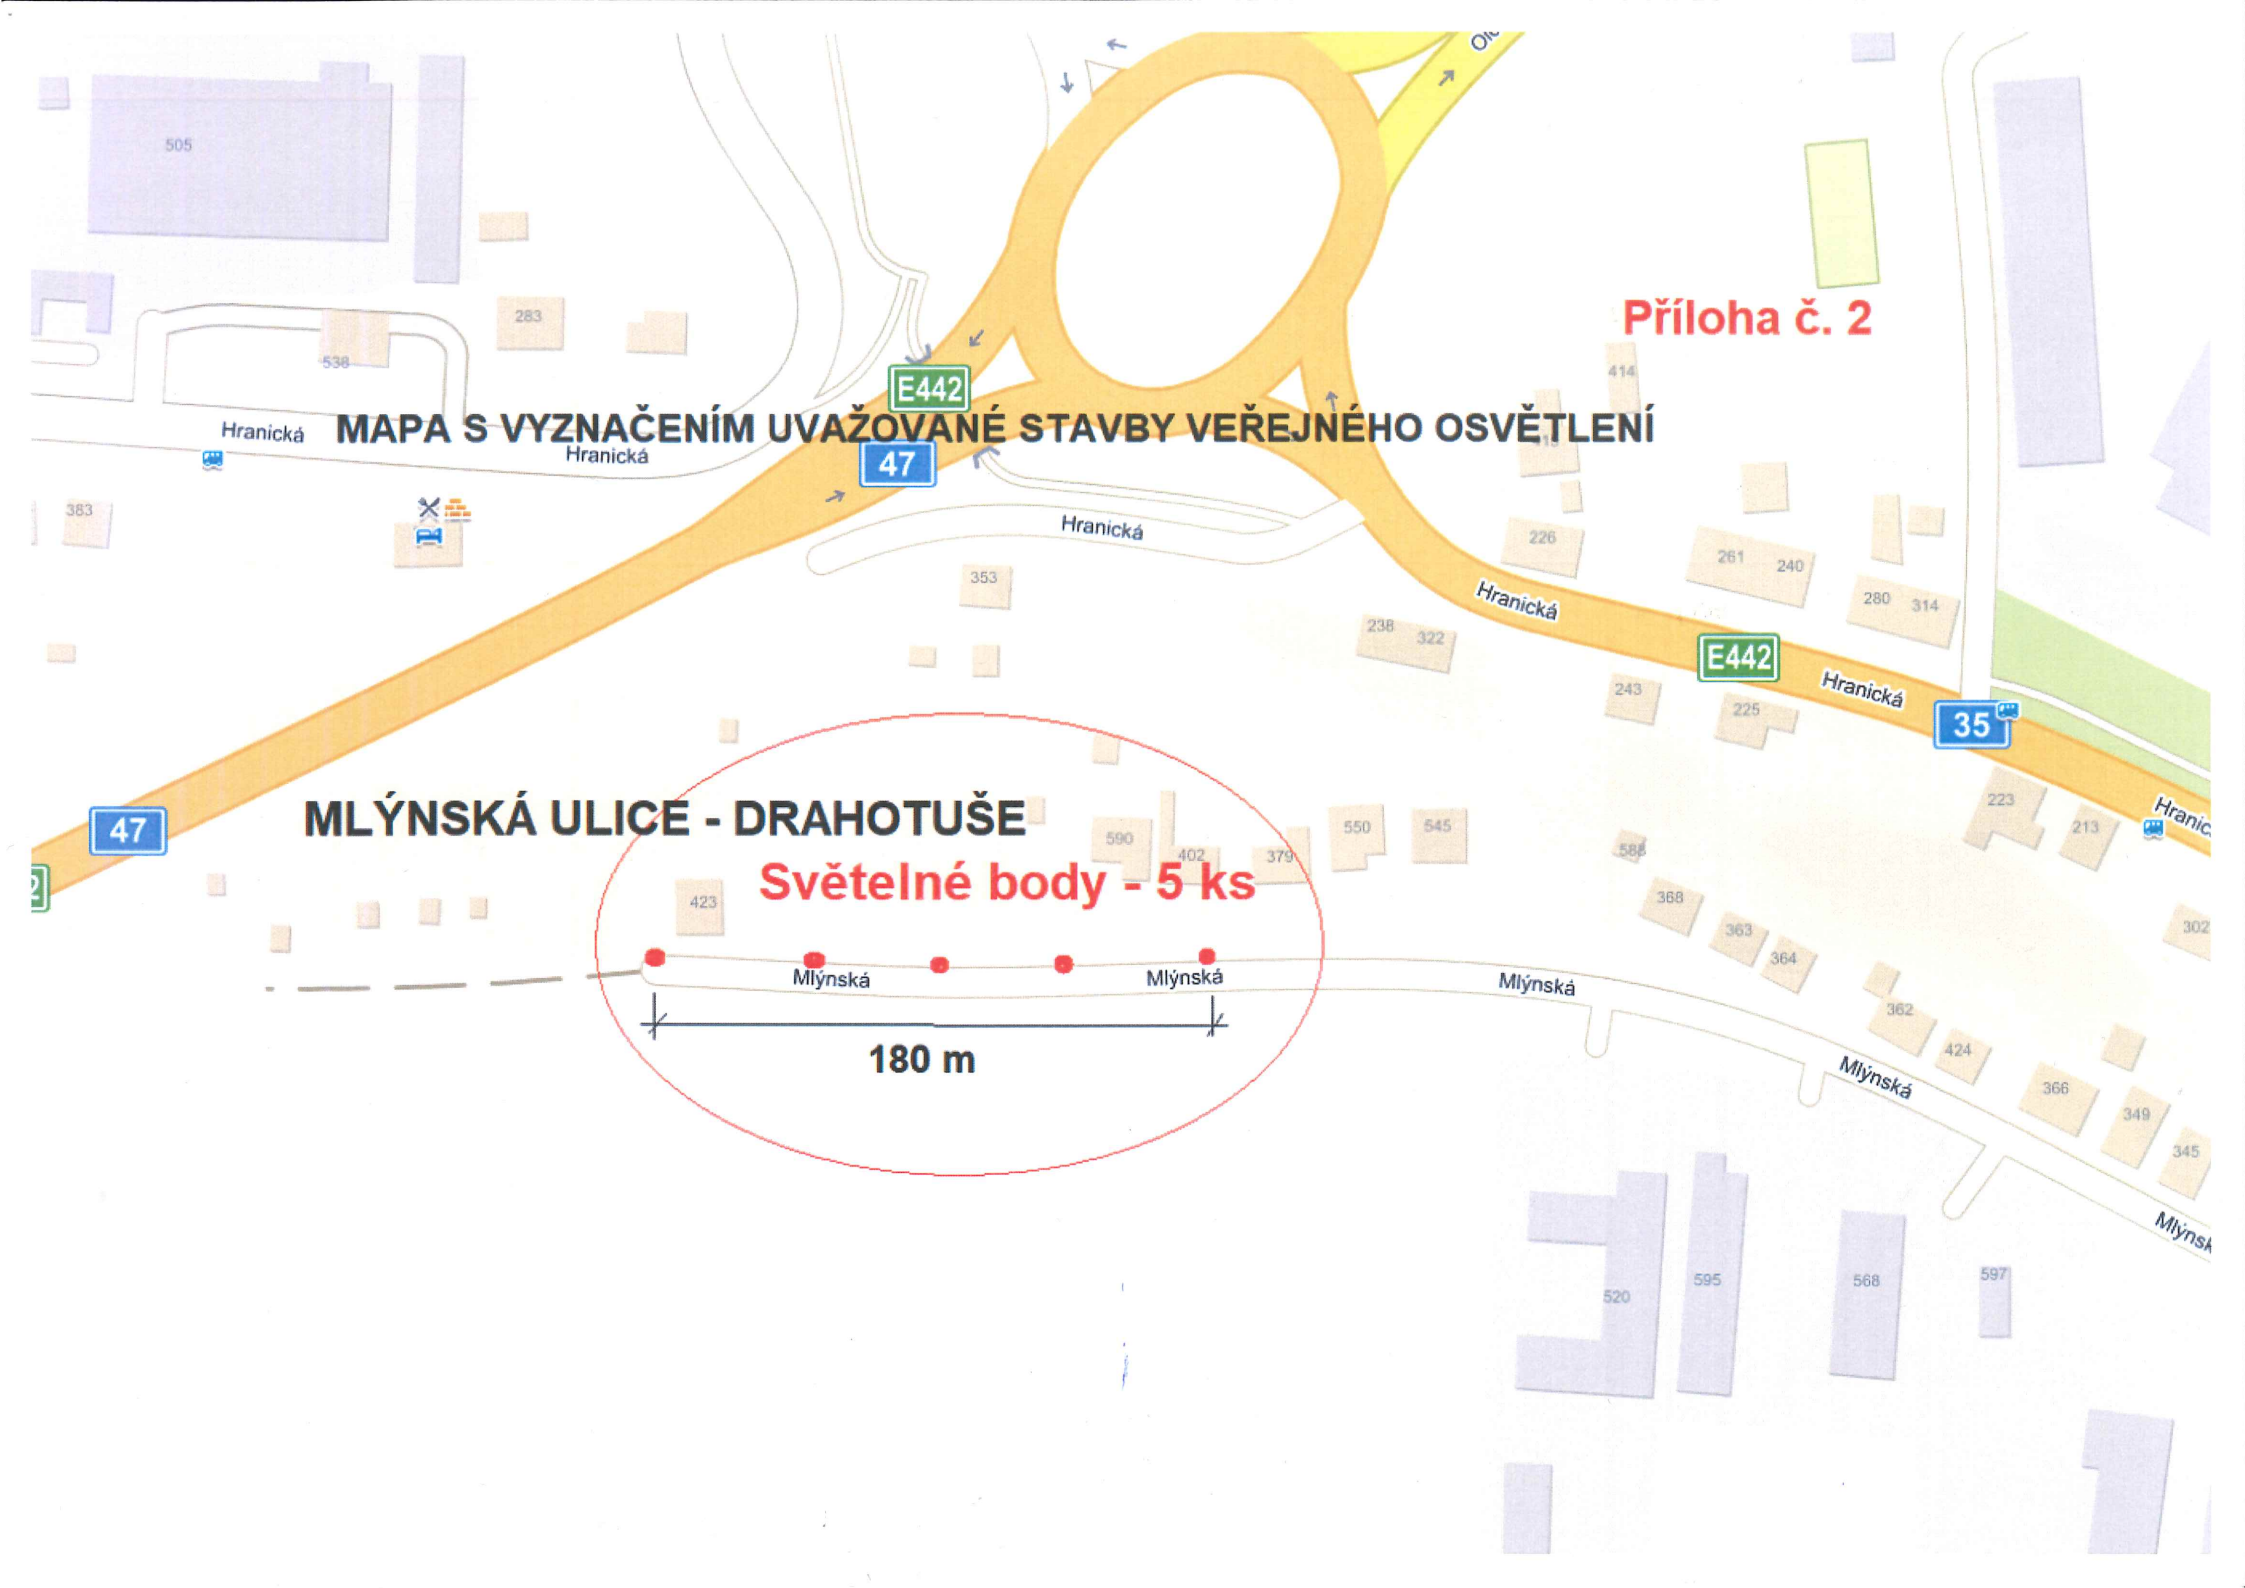 505
283
Příloha č. 2
538
414
E442
Hranická
MAPA S VYZNAČENÍM UVAŽOVANÉ STAVBY VEŘEJNÉHO OSVĚTLENÍ
Hranická
47
383
Hranická
226
261
240
353
Hranická
280
314
238
322
E442
243
Hranická
225
35
MLÝNSKÁ ULICE - DRAHOTUŠE
47
223
213
590
550
545
402
379
588
Světelné body - 5 ks
2
423
368
363
364
302
Mlýnská
Mlýnská
Mlýnská
362
424
180 m
Mlýnská
366
349
345
595
568
597
520